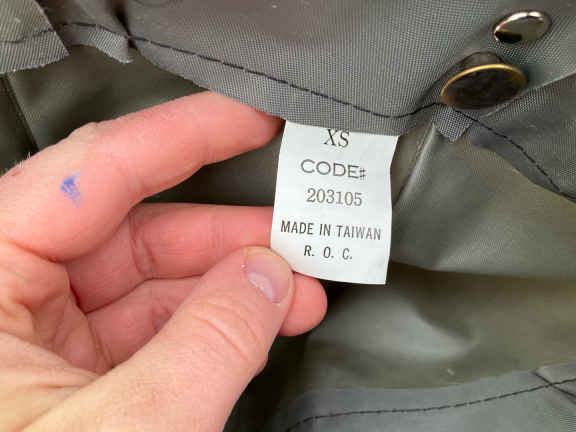 XS
CODE#
203105
MADE IN TAIWAN
R. O. C.